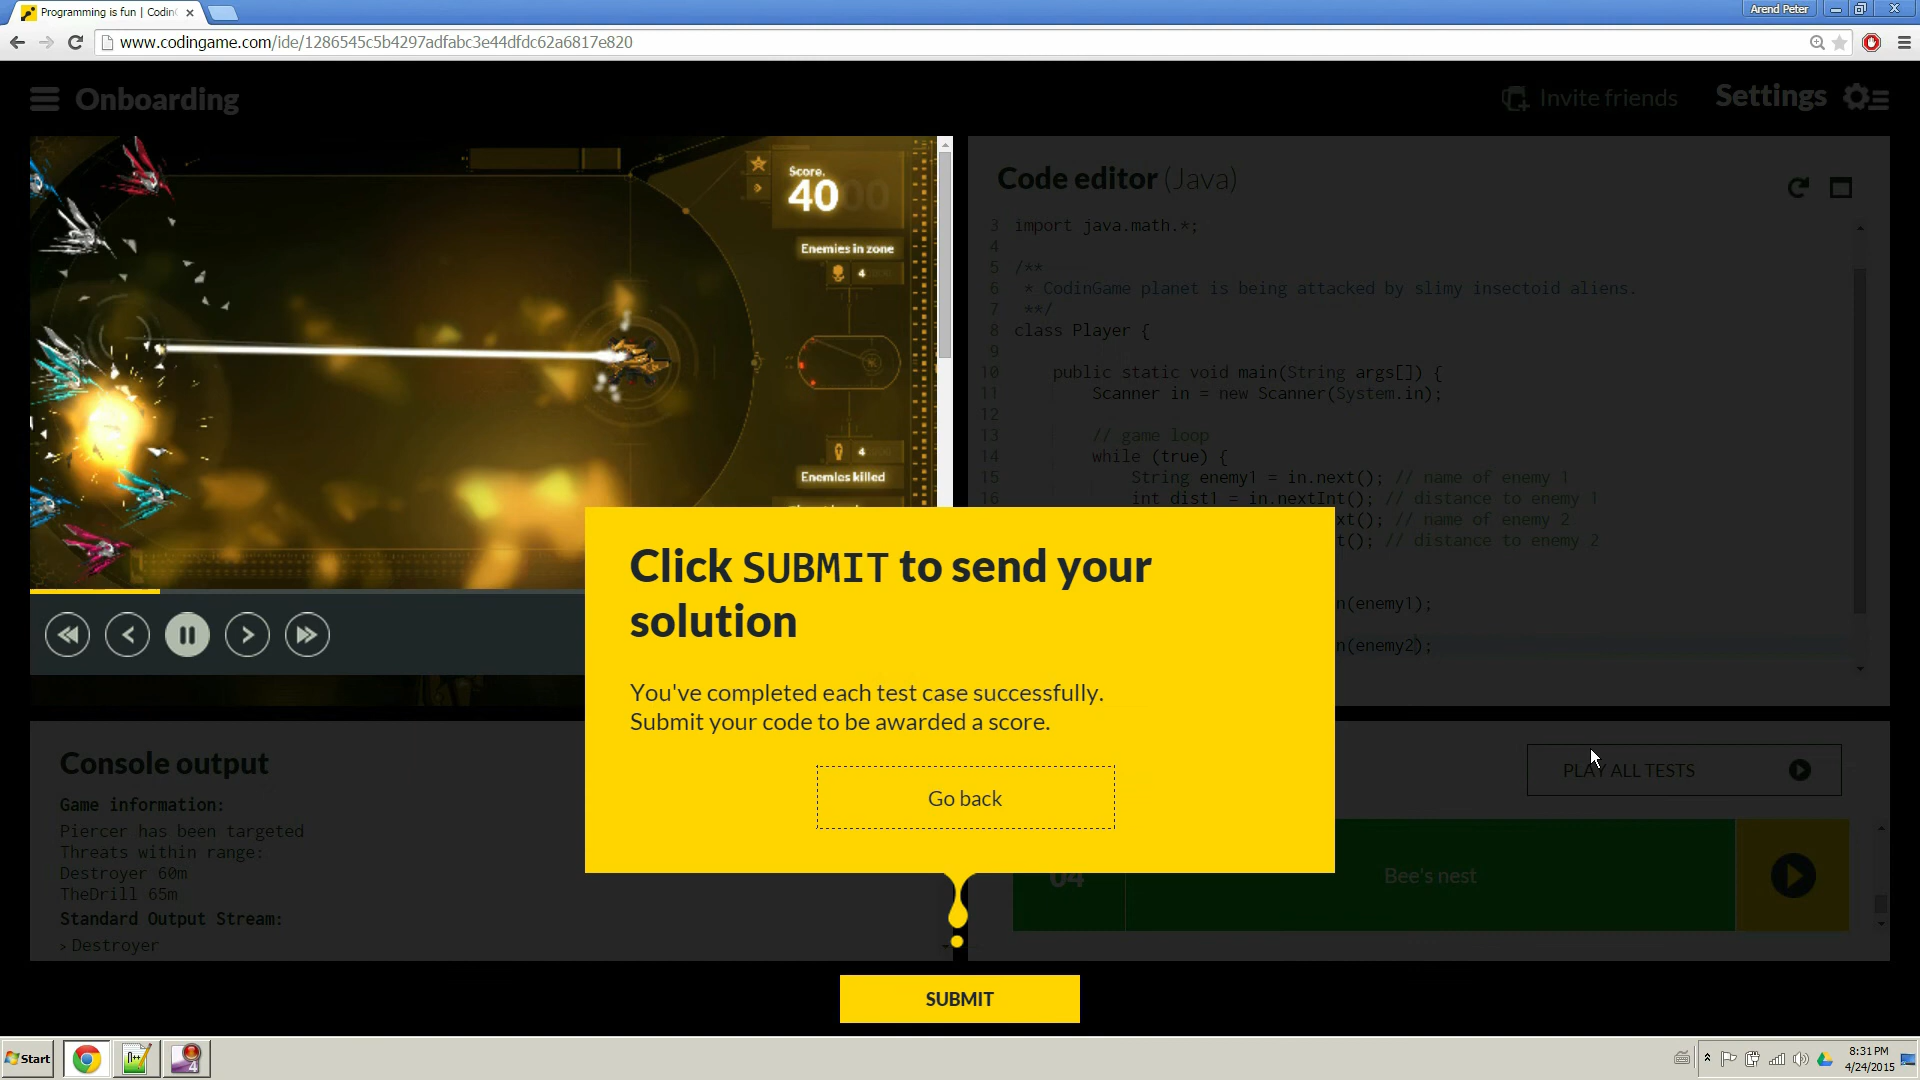 Programming is fun | Codin
Arend Peter
www.codingame.com/ide/1286545c5b4297adfabc3e44dfdc62a6817e820
Onboarding
Invite friends
Settings
Score.
40
Enemies in zone
4
4
Enemies killed
Code editor (Java)
3 import java.math.*;
4
5 /**
6 * CodinGame planet is being attacked by slimy insectoid aliens.
7 **/
8 class Player {
9
10 public static void main(String args[]) {
11 Scanner in = new Scanner(System.in);
12
13 // game loop
14 while (true) {
15 String enemy1 = in.next(); // name of enemy 1
16 int dist1 = in.nextInt(); // distance to enemy 1
xt(); // name of enemy 2
t(); // distance to enemy 2
n(enemy1);
n(enemy2);
Click SUBMIT to send your
solution
You've completed each test case successfully.
Submit your code to be awarded a score.
Go back
SUBMIT
Console output
Game information:
Piercer has been targeted
Threats within range:
Destroyer 60m
TheDrill 65m
Standard Output Stream:
> Destroyer
PLAY ALL TESTS
04
Bee's nest
Start
4
8:31 PM
4/24/2015